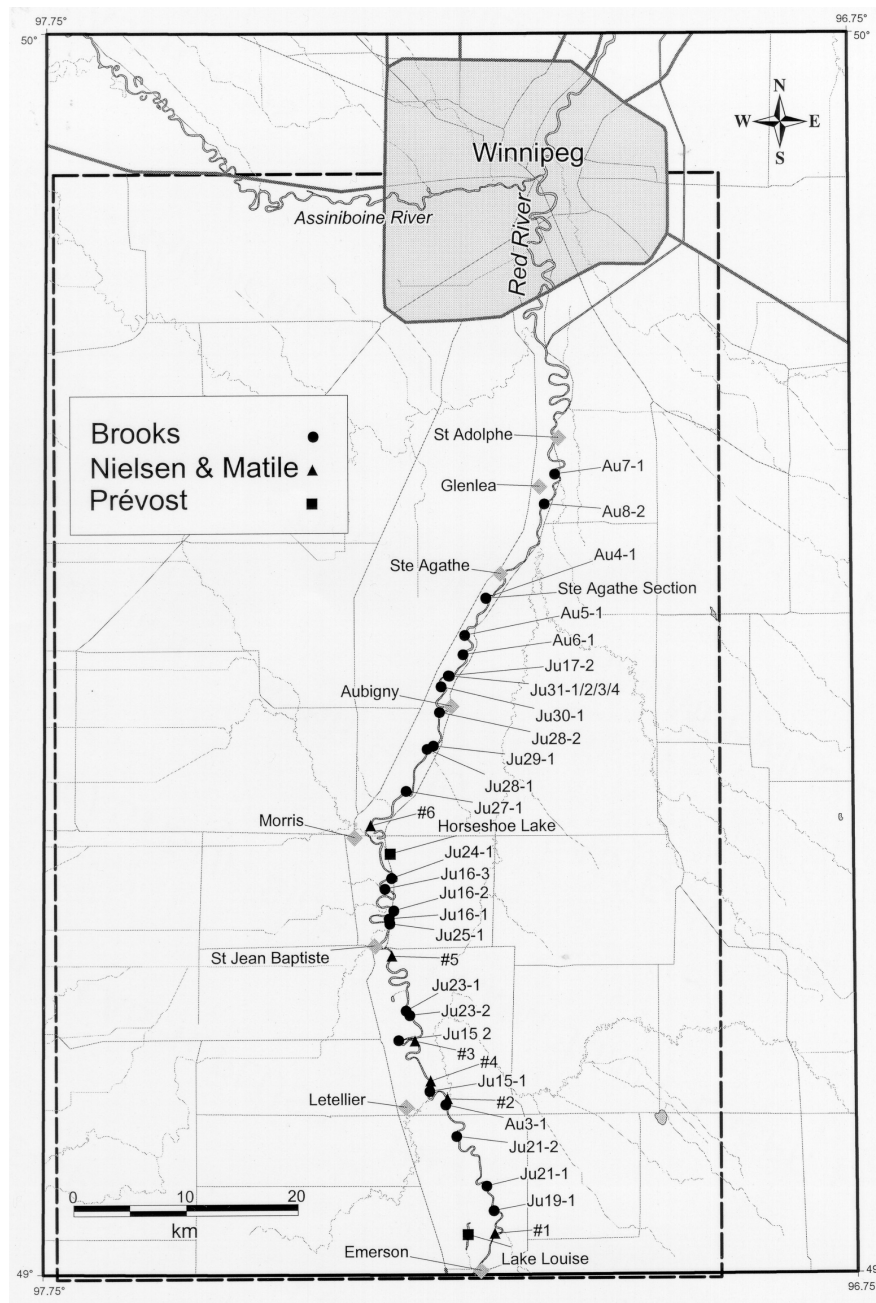 97.75°
96.75°
50°
50°
N
W E
S
Winnipeg
Assiniboine River
Red River
Brooks
Nielsen & Matile
Prévost
St Adolphe
Au7-1
Glenlea
Au8-2
Au4-1
Ste Agathe
Ste Agathe Section
Au5-1
Au6-1
Ju17-2
Ju31-1/2/3/4
Aubigny
Ju30-1
Ju28-2
Ju29-1
Ju28-1
Ju27-1
#6
Morris
Horseshoe Lake
Ju24-1
Ju16-3
Ju16-2
Ju16-1
Ju25-1
St Jean Baptiste
#5
Ju23-1
Ju23-2
Ju15 2
#3
#4
Ju15-1
Letellier
#2
Au3-1
Ju21-2
Ju21-1
0 10 20
km
Ju19-1
#1
Emerson
Lake Louise
49°
49
97.75°
96.75°